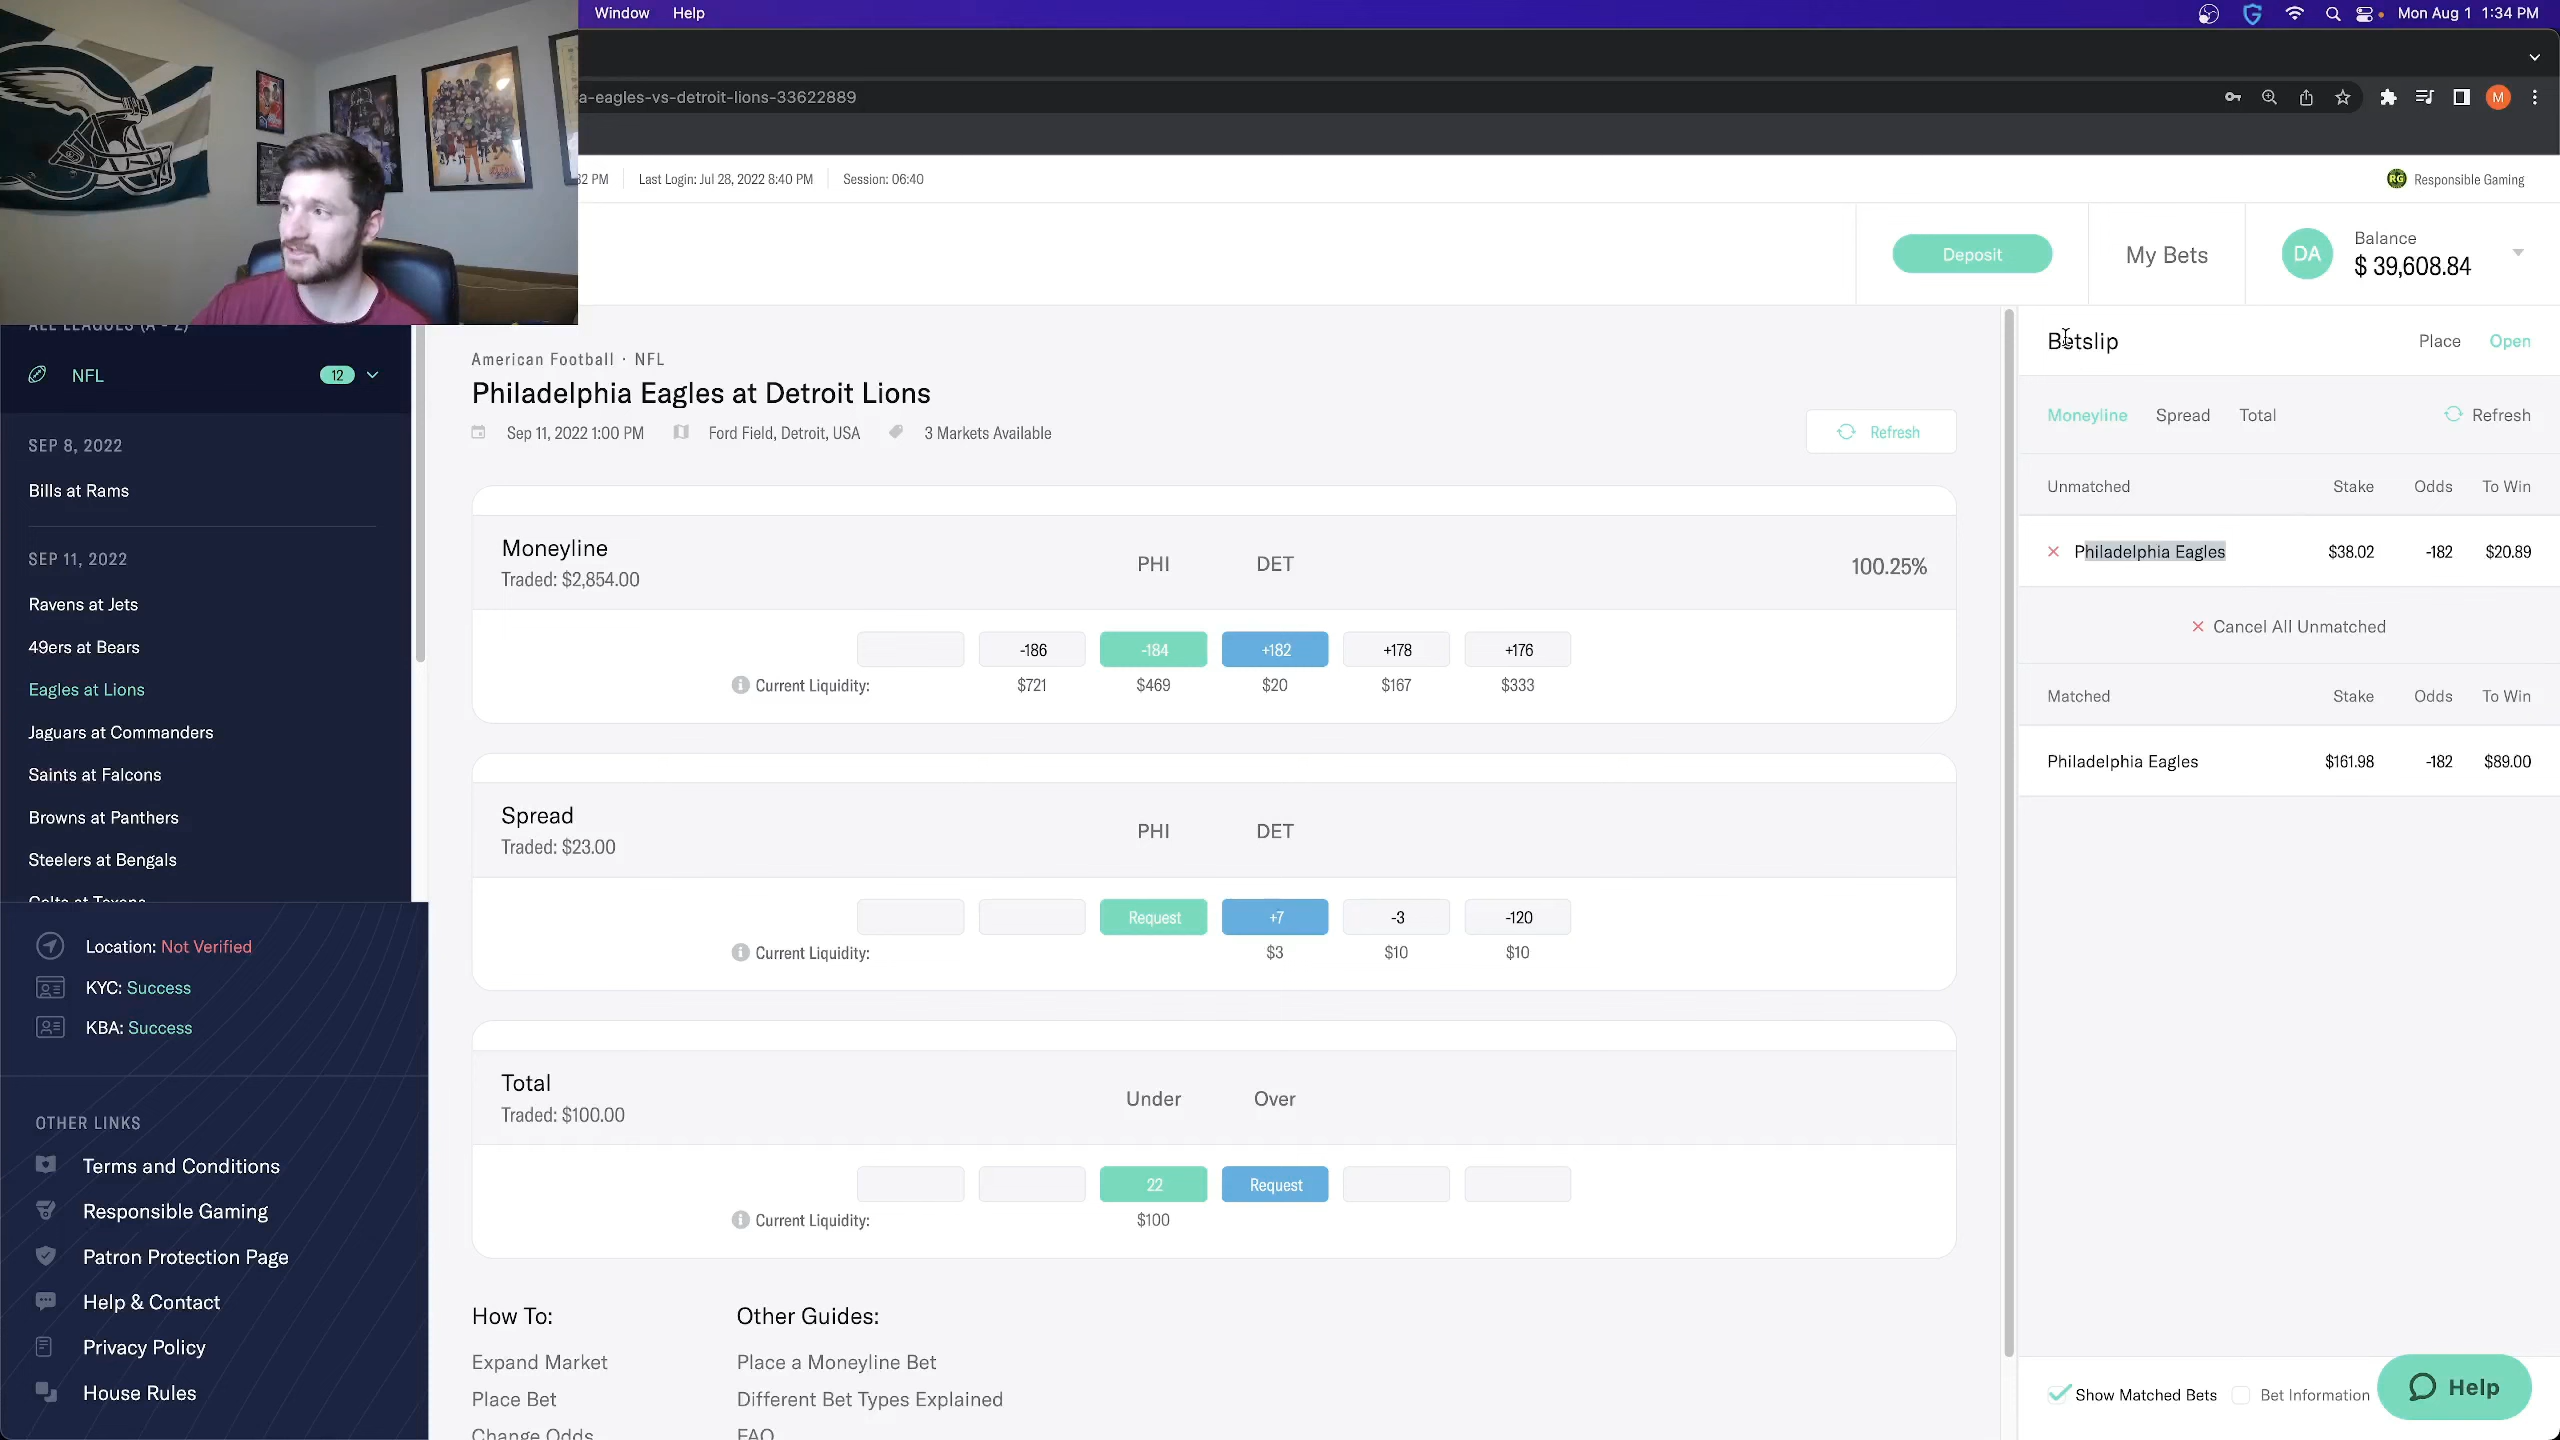 Window Help
Mon Aug 1 1:34 PM
a-eagles-vs-detroit-lions-33622889
M
32 PM Last Login: Jul 28, 2022 8:40 PM Session: 06:40
RG Responsible Gaming
Deposit
My Bets
DA
Balance
$ 39,608.84
ALL LEAGUES (A - Z)
NFL 12
SEP 8, 2022
Bills at Rams
SEP 11, 2022
Ravens at Jets
49ers at Bears
Eagles at Lions
Jaguars at Commanders
Saints at Falcons
Browns at Panthers
Steelers at Bengals
Colts at Texans
Location: Not Verified
KYC: Success
KBA: Success
OTHER LINKS
Terms and Conditions
Responsible Gaming
Patron Protection Page
Help & Contact
Privacy Policy
House Rules
American Football · NFL
Philadelphia Eagles at Detroit Lions
Sep 11, 2022 1:00 PM Ford Field, Detroit, USA 3 Markets Available
Refresh
Moneyline
Traded: $2,854.00
PHI DET
100.25%
-186 -184 +182 +178 +176
Current Liquidity: $721 $469 $20 $167 $333
Spread
Traded: $23.00
PHI DET
Request +7 -3 -120
Current Liquidity: $3 $10 $10
Total
Traded: $100.00
Under Over
22 Request
Current Liquidity: $100
How To:
Expand Market
Place Bet
Change Odds
Other Guides:
Place a Moneyline Bet
Different Bet Types Explained
FAQ
Betslip Place Open
Moneyline Spread Total Refresh
Unmatched Stake Odds To Win
Philadelphia Eagles $38.02 -182 $20.89
Cancel All Unmatched
Matched Stake Odds To Win
Philadelphia Eagles $161.98 -182 $89.00
Show Matched Bets Bet Information
Help